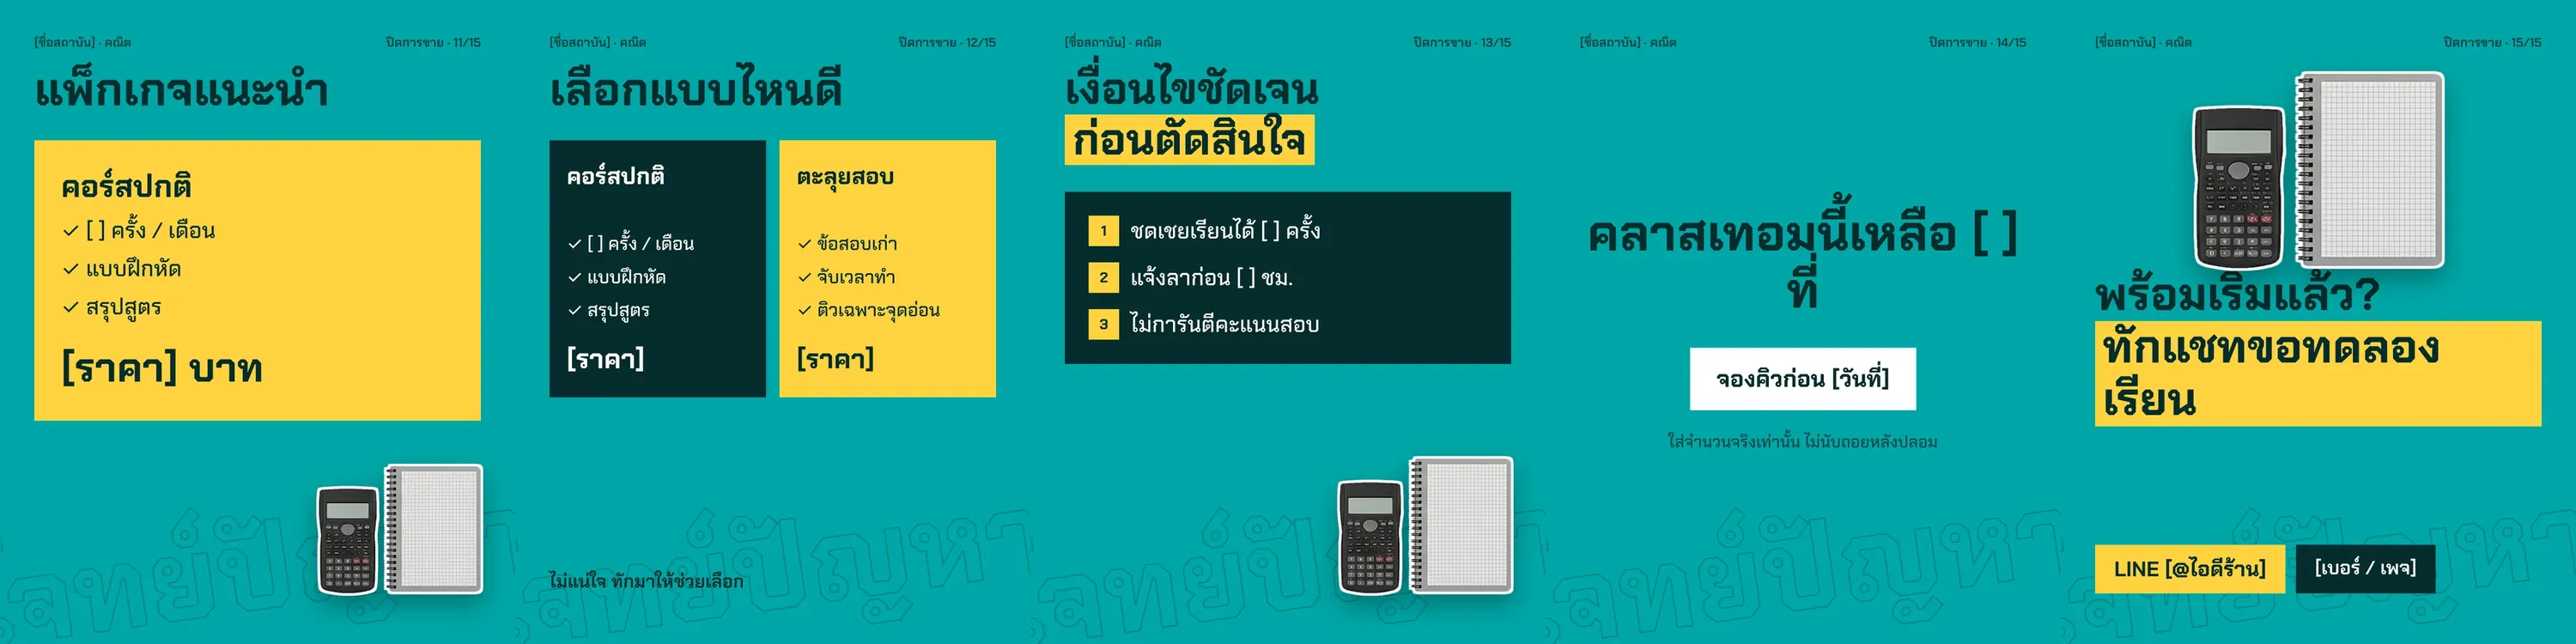 [ชื่อสถาบัน] · คณิต
ปิดการขาย · 11/15
แพ็กเกจแนะนำ
คอร์สปกติ
✓ [ ] ครั้ง / เดือน
✓ แบบฝึกหัด
✓ สรุปสูตร
[ราคา] บาท
[ชื่อสถาบัน] · คณิต
ปิดการขาย · 12/15
เลือกแบบไหนดี
คอร์สปกติ
✓ [ ] ครั้ง / เดือน
✓ แบบฝึกหัด
✓ สรุปสูตร
[ราคา]
ตะลุยสอบ
✓ ข้อสอบเก่า
✓ จับเวลาทำ
✓ ติวเฉพาะจุดอ่อน
[ราคา]
ไม่แน่ใจ ทักมาให้ช่วยเลือก
[ชื่อสถาบัน] · คณิต
ปิดการขาย · 13/15
เงื่อนไขชัดเจน
ก่อนตัดสินใจ
1 ชดเชยเรียนได้ [ ] ครั้ง
2 แจ้งลาก่อน [ ] ชม.
3 ไม่การันตีคะแนนสอบ
[ชื่อสถาบัน] · คณิต
ปิดการขาย · 14/15
คลาสเทอมนี้เหลือ [ ]
ที่
จองคิวก่อน [วันที่]
ใส่จำนวนจริงเท่านั้น ไม่นับถอยหลังปลอม
[ชื่อสถาบัน] · คณิต
ปิดการขาย · 15/15
พร้อมเริ่มแล้ว?
ทักแชทขอทดลอง
เรียน
LINE [@ไอดีร้าน]
[เบอร์ / เพจ]